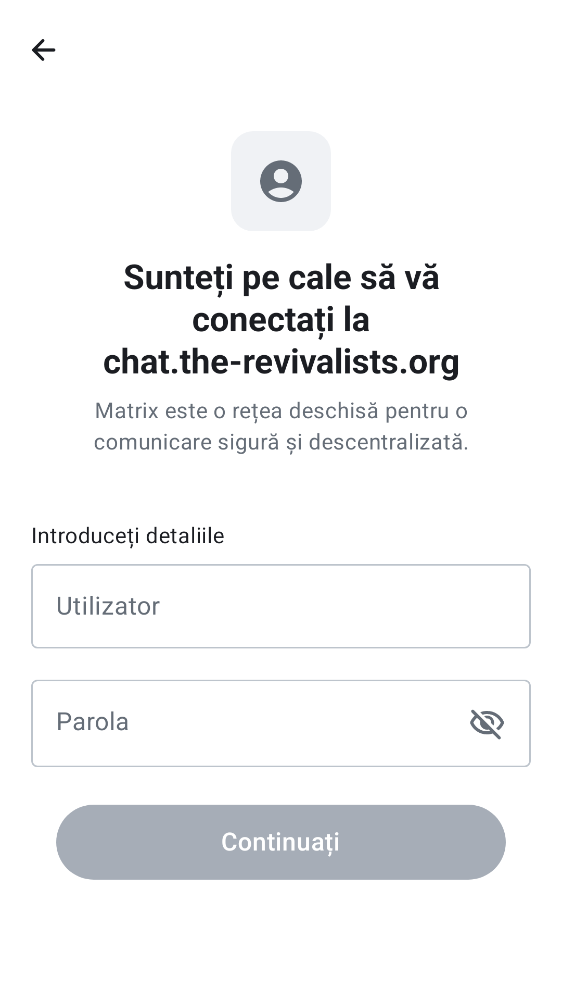 Sunteți pe cale să vă
conectați la
chat.the-revivalists.org
Matrix este o rețea deschisă pentru o
comunicare sigură și descentralizată.
Introduceți detaliile
Utilizator
Parola
Continuați